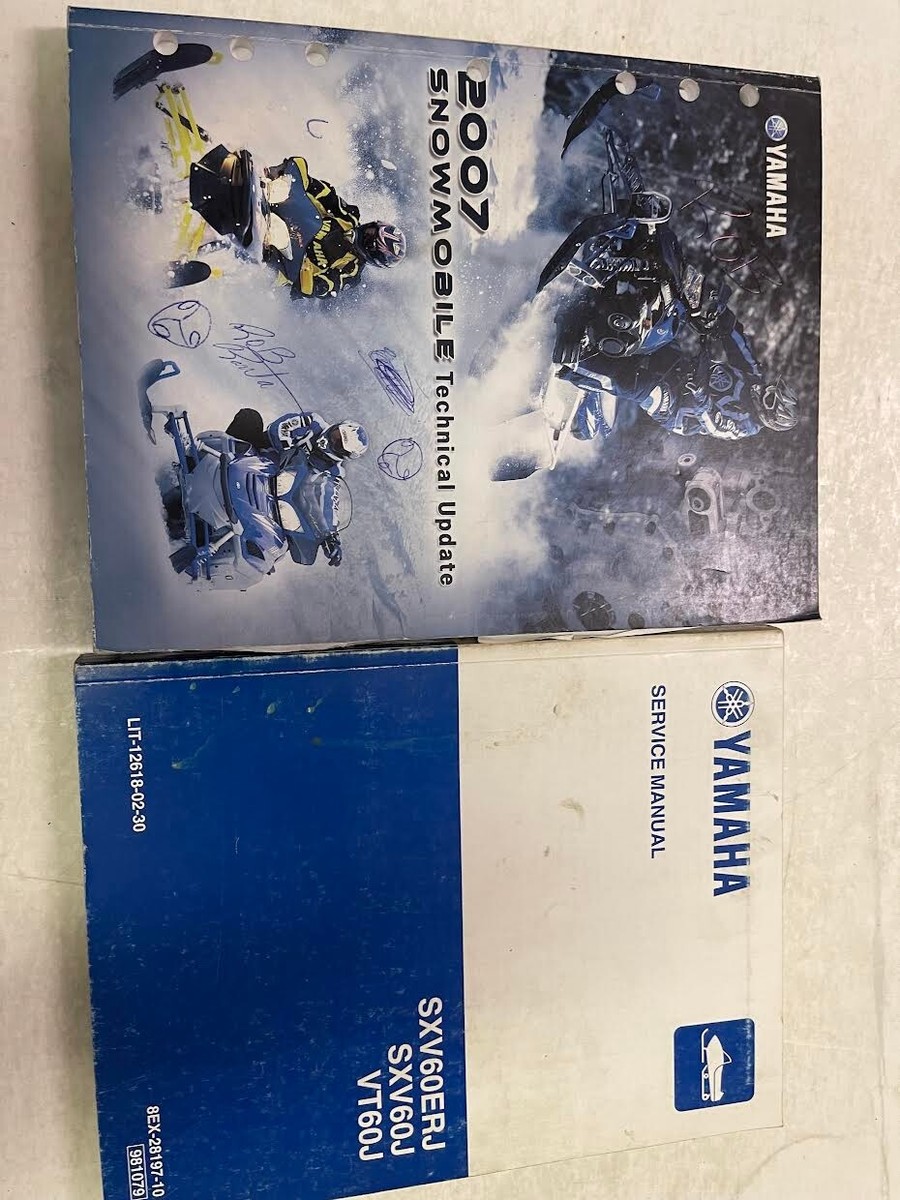 YAMAHA
2007
SNOWMOBILE Technical Update
YAMAHA
SERVICE MANUAL
SXV60ERJ
SXV60J
VT60J
LIT-12618-02-30
8EX-28197-10
981079